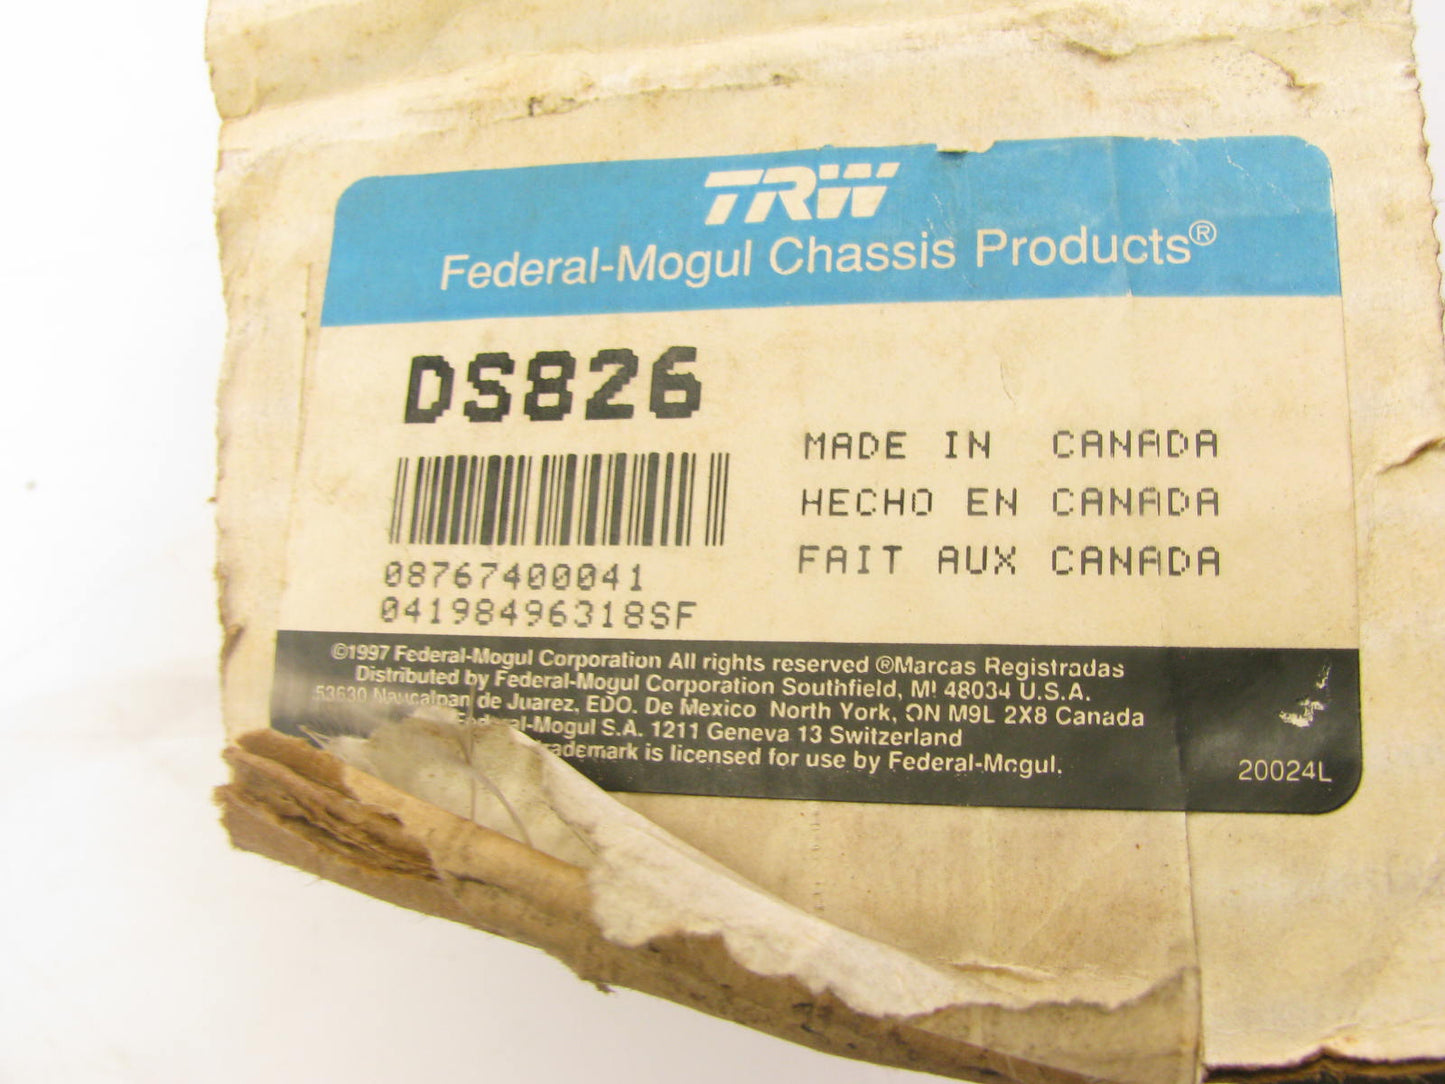 TRW
Federal-Mogul Chassis Products®
DS826
MADE IN CANADA
HECHO EN CANADA
FAIT AUX CANADA
08767400041
04198496318SF
©1997 Federal-Mogul Corporation All rights reserved ®Marcas Registradas
Distributed by Federal-Mogul Corporation Southfield, MI 48034 U.S.A.
53630 Naucalpan de Juarez, EDO. De Mexico North York, ON M9L 2X8 Canada
Federal-Mogul S.A. 1211 Geneva 13 Switzerland
trademark is licensed for use by Federal-Mogul.
20024L